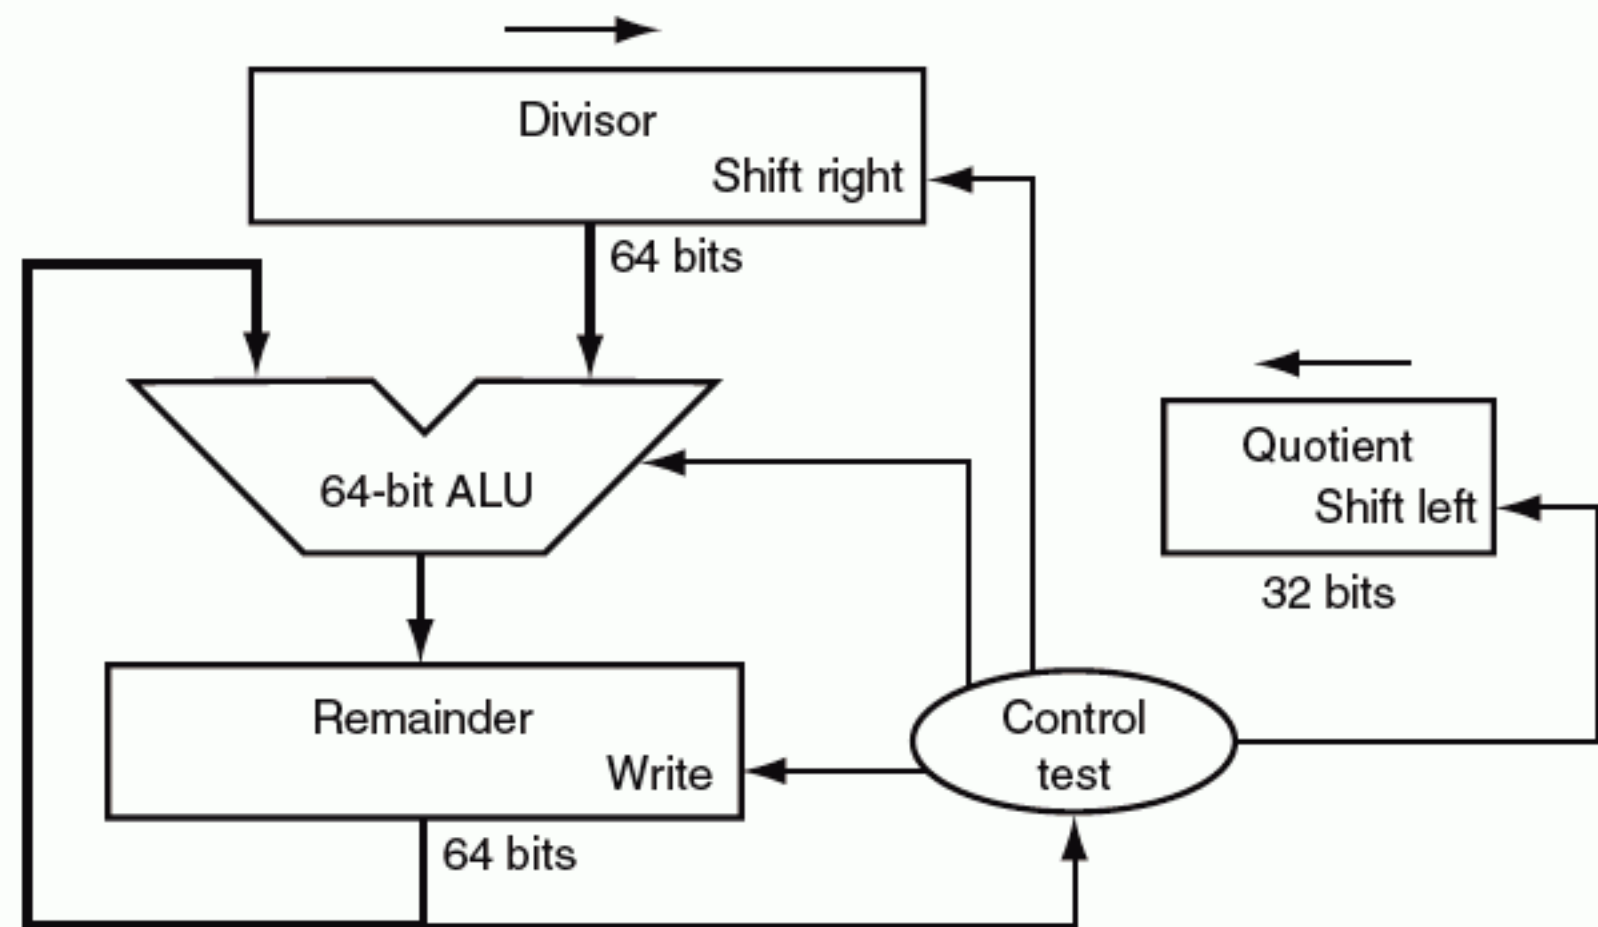 Divisor
Shift right
64 bits
64-bit ALU
Quotient
Shift left
32 bits
Remainder
Write
Control
test
64 bits